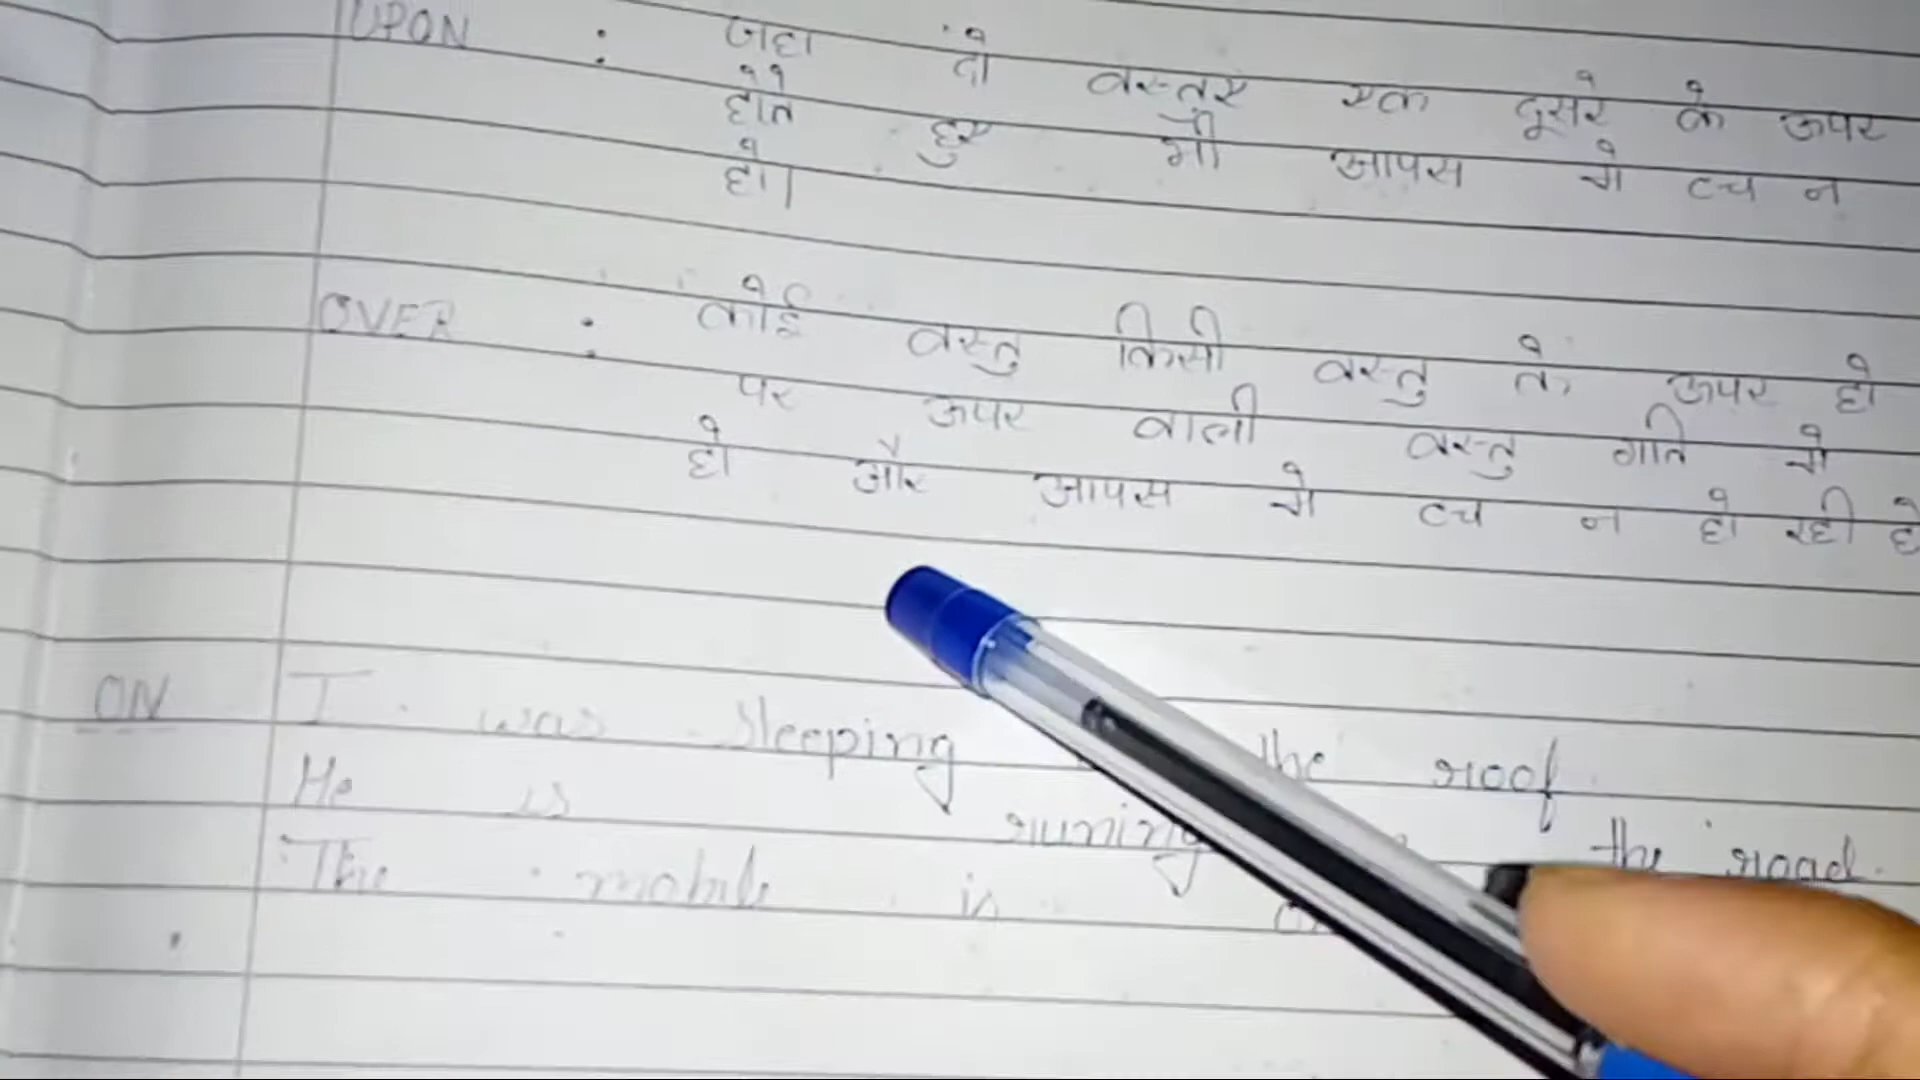 UPON : जहा दो वस्तुए एक दूसरे के ऊपर
होते हुए भी आपस मे टच न
हो।
OVER : कोई वस्तु किसी वस्तु के ऊपर हो
पर ऊपर वाली वस्तु गति मे
हो और आपस मे टच न हो रही हो
ON I was sleeping the roof.
He is runing the road.
The mobile is